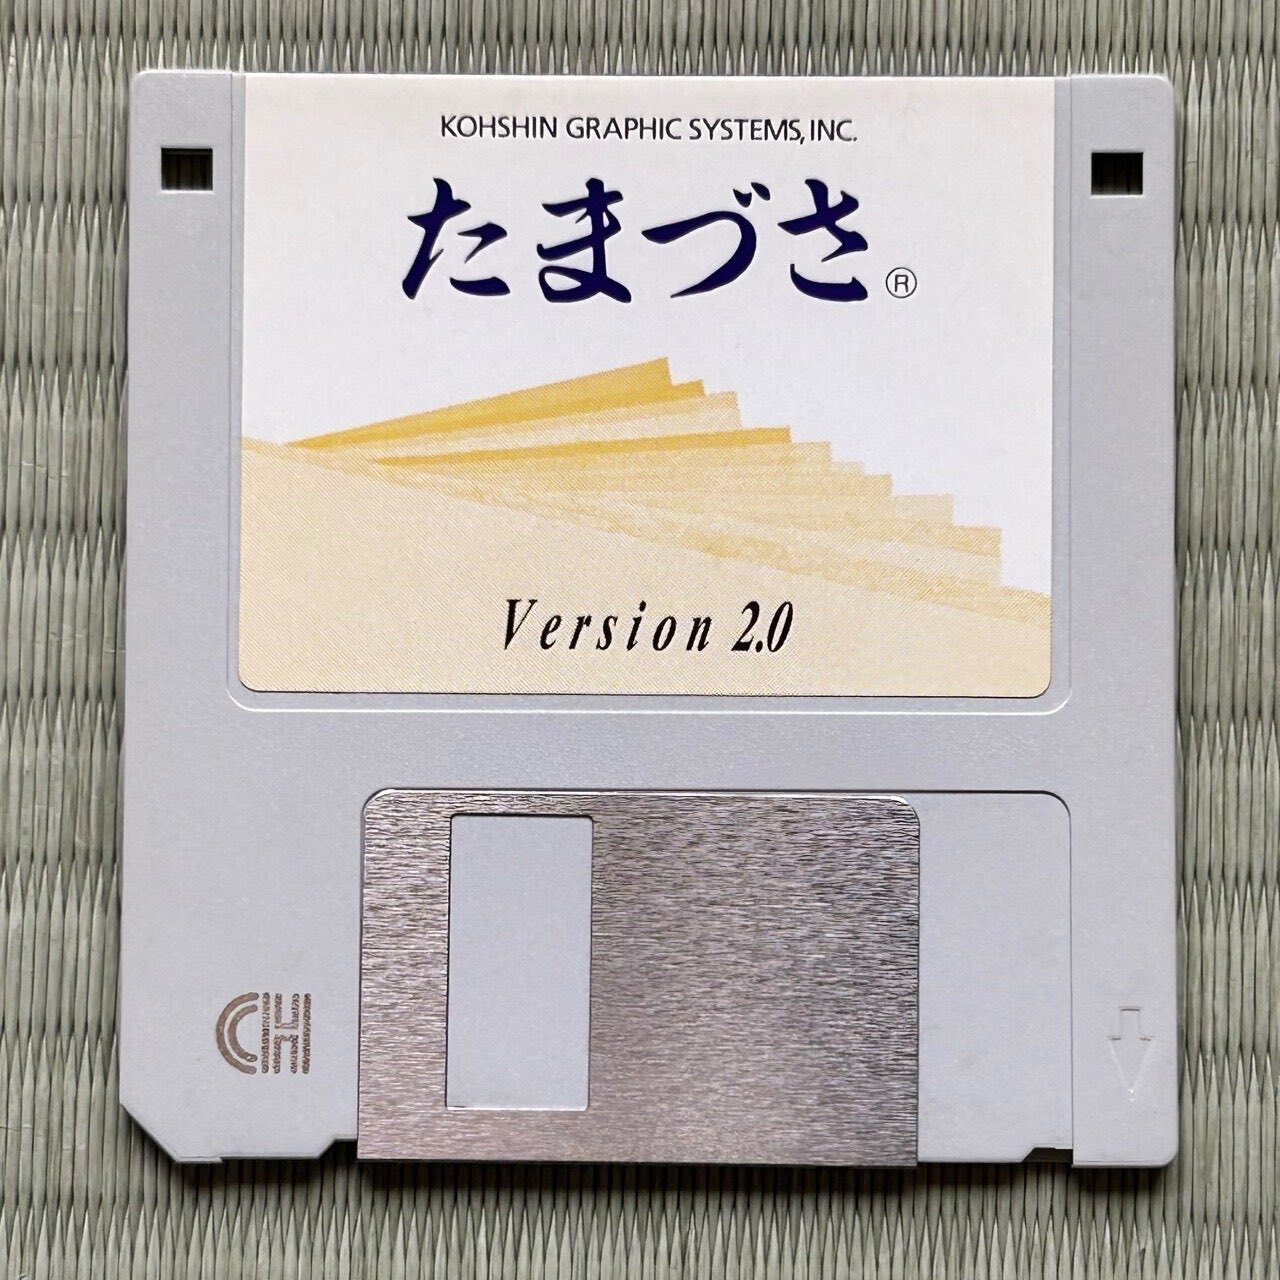 KOHSHIN GRAPHIC SYSTEMS, INC.
たまづさ®
Version 2.0